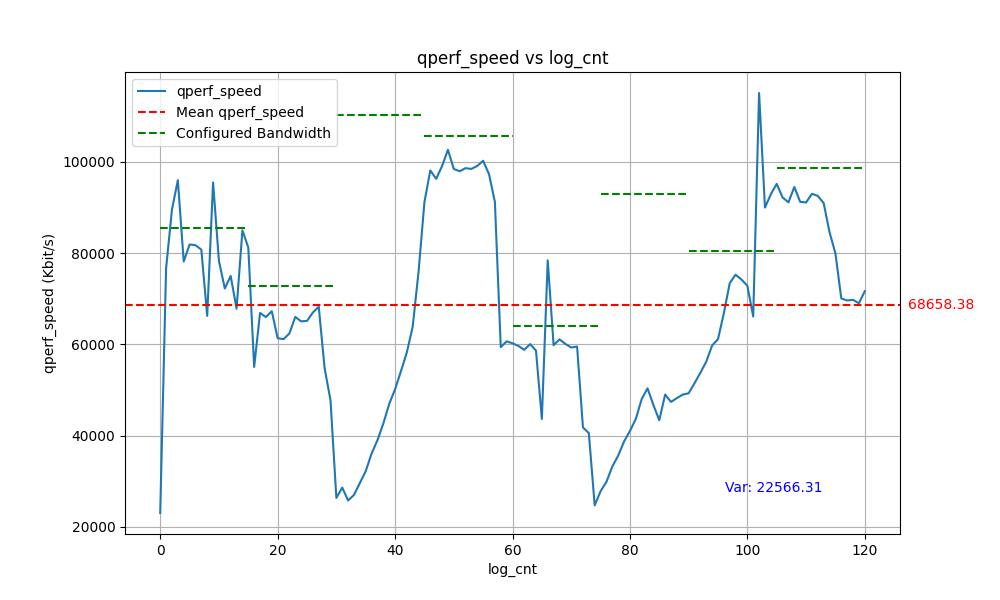 qperf_speed vs log_cnt
qperf_speed
Mean qperf_speed
Configured Bandwidth
qperf_speed (Kbit/s)
100000
80000
60000
40000
20000
68658.38
Var: 22566.31
0
20
40
60
80
100
120
log_cnt